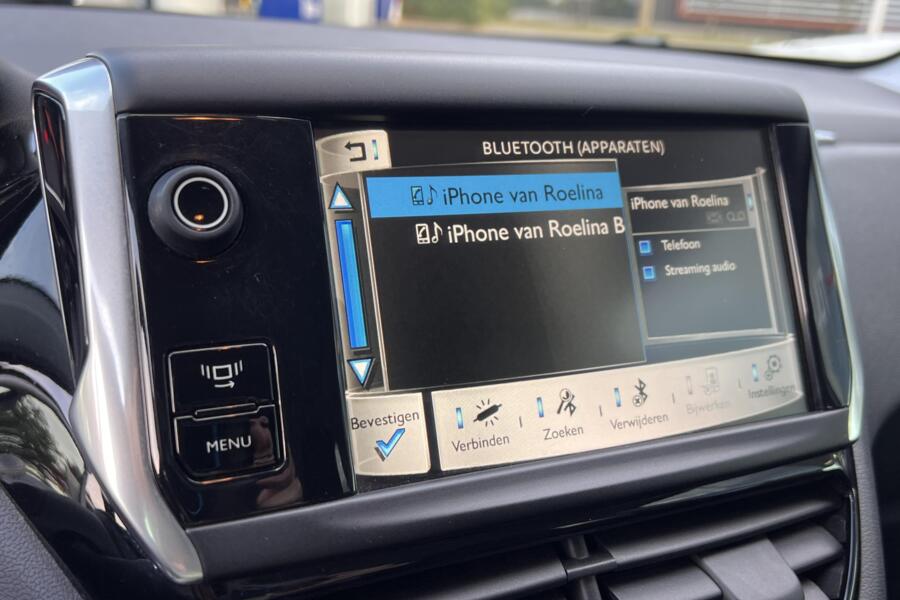 BLUETOOTH (APPARATEN)
iPhone van Roelina
iPhone van Roelina B
iPhone van Roelina
Telefoon
Streaming audio
MENU
Bevestigen
Verbinden
Zoeken
Verwijderen
Bijwerken
Instellingen